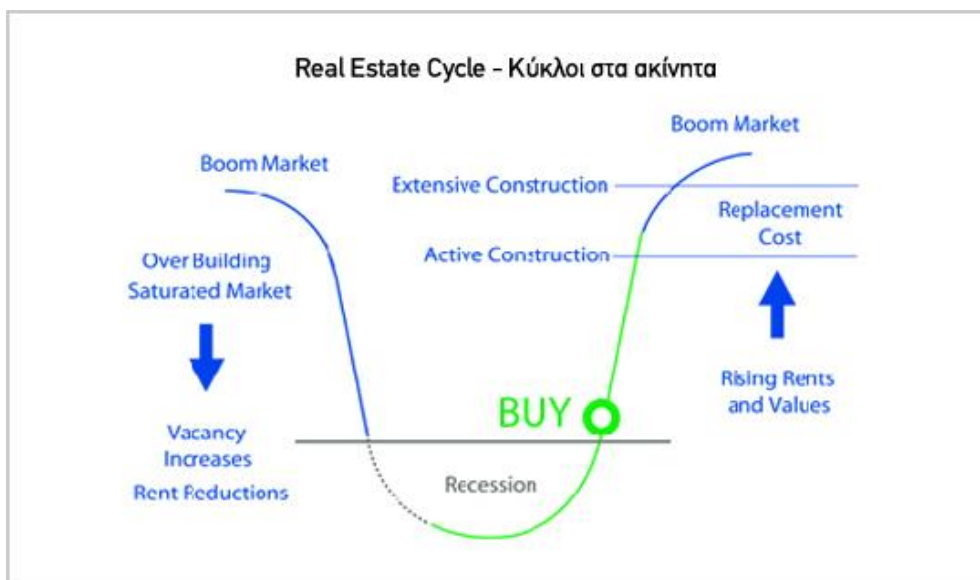 Real Estate Cycle – Κύκλοι στα ακίνητα
Boom Market
Over Building
Saturated Market
Vacancy
Increases
Rent Reductions
Boom Market
Extensive Construction
Active Construction
Replacement
Cost
Rising Rents
and Values
BUY
Recession